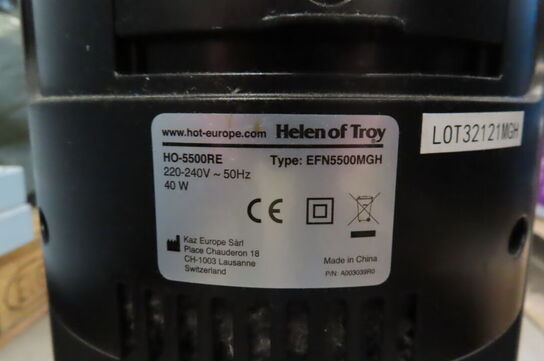 www.hot-europe.com Helen of Troy
HO-5500RE Type: EFN5500MGH
220-240V ~ 50Hz
40 W
CE
Kaz Europe Sàrl
Place Chauderon 18
CH-1003 Lausanne
Switzerland
Made in China
P/N: A003039R0
LOT32121MGH